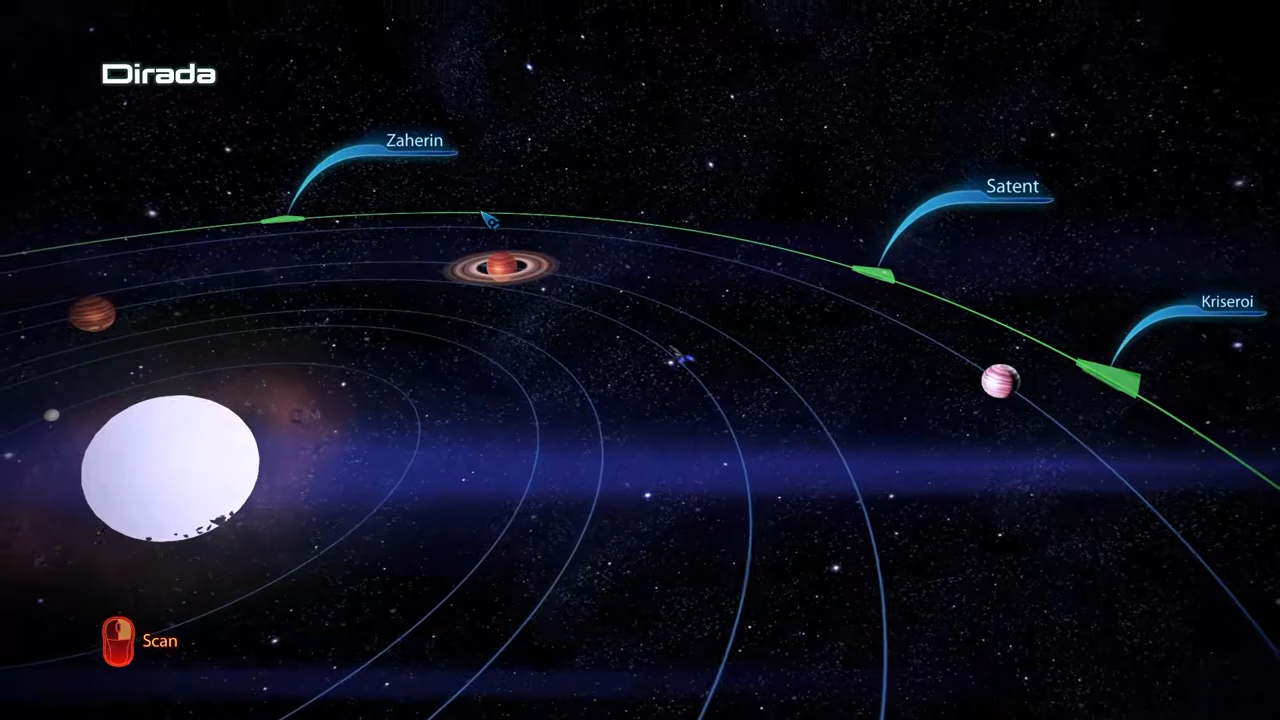 Dirada
Zaherin
Satent
Kriseroi
Scan